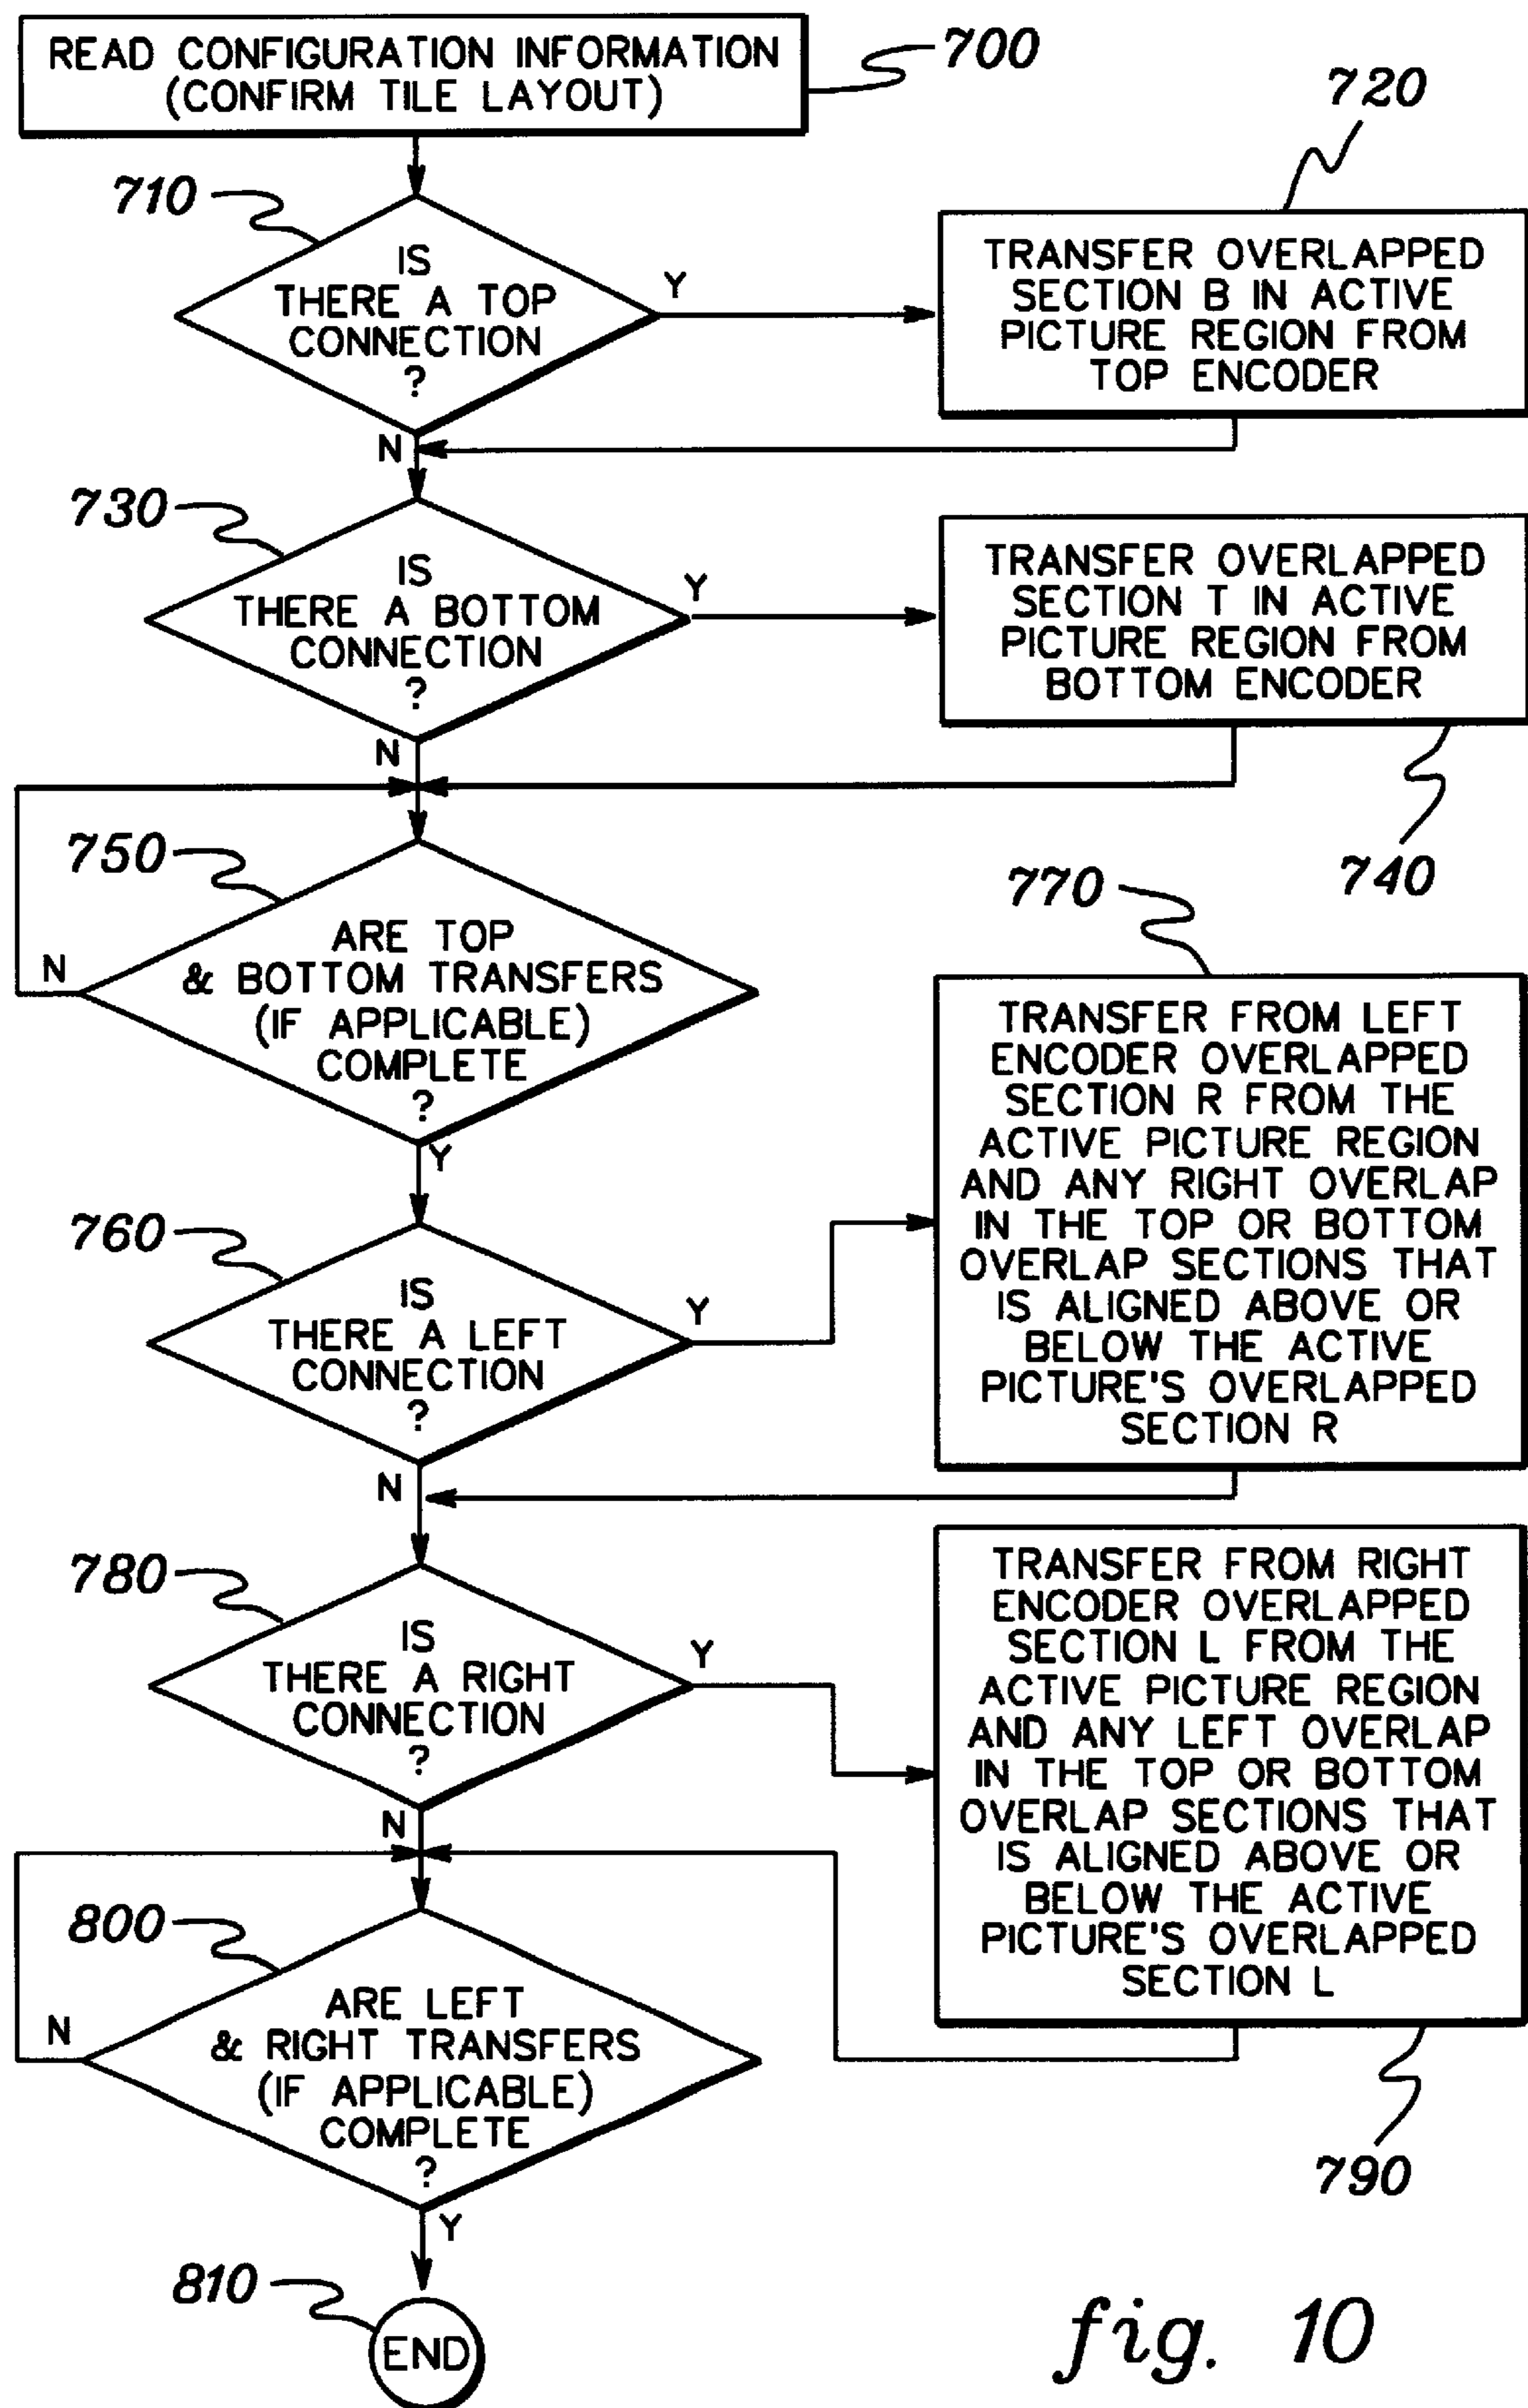 READ CONFIGURATION INFORMATION
(CONFIRM TILE LAYOUT)
700
710
IS
THERE A TOP
CONNECTION
?
Y
N
720
TRANSFER OVERLAPPED
SECTION B IN ACTIVE
PICTURE REGION FROM
TOP ENCODER
730
IS
THERE A BOTTOM
CONNECTION
?
Y
N
TRANSFER OVERLAPPED
SECTION T IN ACTIVE
PICTURE REGION FROM
BOTTOM ENCODER
740
750
ARE TOP
& BOTTOM TRANSFERS
(IF APPLICABLE)
COMPLETE
?
N
Y
760
IS
THERE A LEFT
CONNECTION
?
Y
N
770
TRANSFER FROM LEFT
ENCODER OVERLAPPED
SECTION R FROM THE
ACTIVE PICTURE REGION
AND ANY RIGHT OVERLAP
IN THE TOP OR BOTTOM
OVERLAP SECTIONS THAT
IS ALIGNED ABOVE OR
BELOW THE ACTIVE
PICTURE'S OVERLAPPED
SECTION R
780
IS
THERE A RIGHT
CONNECTION
?
Y
N
TRANSFER FROM RIGHT
ENCODER OVERLAPPED
SECTION L FROM THE
ACTIVE PICTURE REGION
AND ANY LEFT OVERLAP
IN THE TOP OR BOTTOM
OVERLAP SECTIONS THAT
IS ALIGNED ABOVE OR
BELOW THE ACTIVE
PICTURE'S OVERLAPPED
SECTION L
790
800
ARE LEFT
& RIGHT TRANSFERS
(IF APPLICABLE)
COMPLETE
?
N
Y
810
END
fig. 10